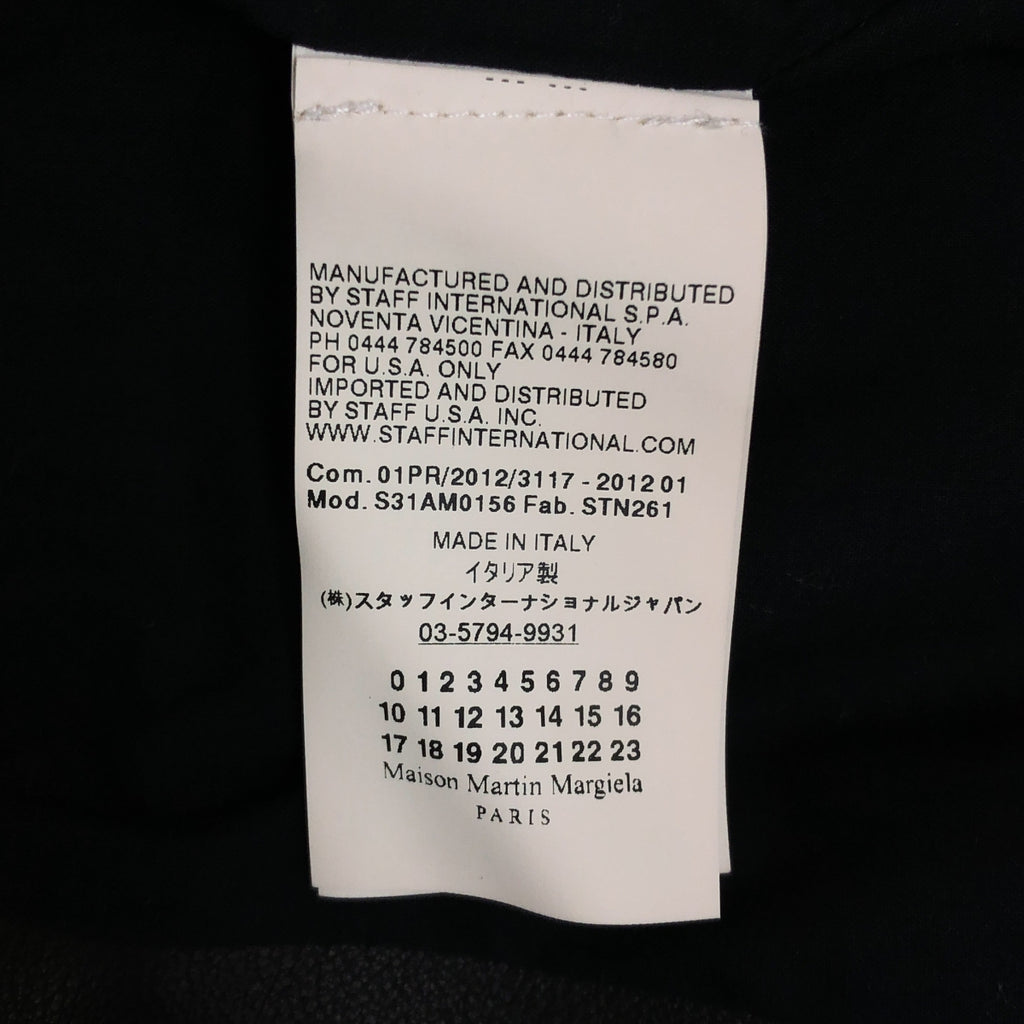 MANUFACTURED AND DISTRIBUTED
BY STAFF INTERNATIONAL S.P.A.
NOVENTA VICENTINA - ITALY
PH 0444 784500 FAX 0444 784580
FOR U.S.A. ONLY
IMPORTED AND DISTRIBUTED
BY STAFF U.S.A. INC.
WWW.STAFFINTERNATIONAL.COM
Com. 01PR/2012/3117 - 2012 01
Mod. S31AM0156 Fab. STN261
MADE IN ITALY
イタリア製
(株)スタッフインターナショナルジャパン
03-5794-9931
0 1 2 3 4 5 6 7 8 9
10 11 12 13 14 15 16
17 18 19 20 21 22 23
Maison Martin Margiela
PARIS